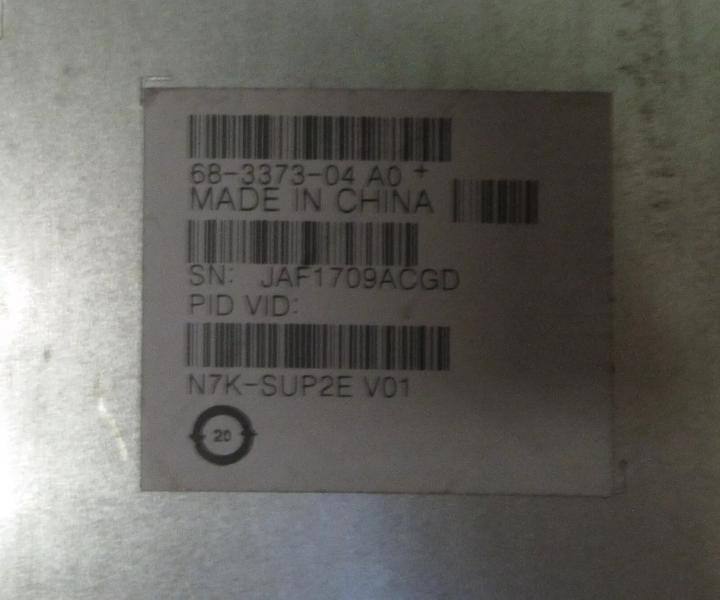 68-3373-04 A0 +
MADE IN CHINA
SN: JAF1709ACGD
PID VID:
N7K-SUP2E V01
20